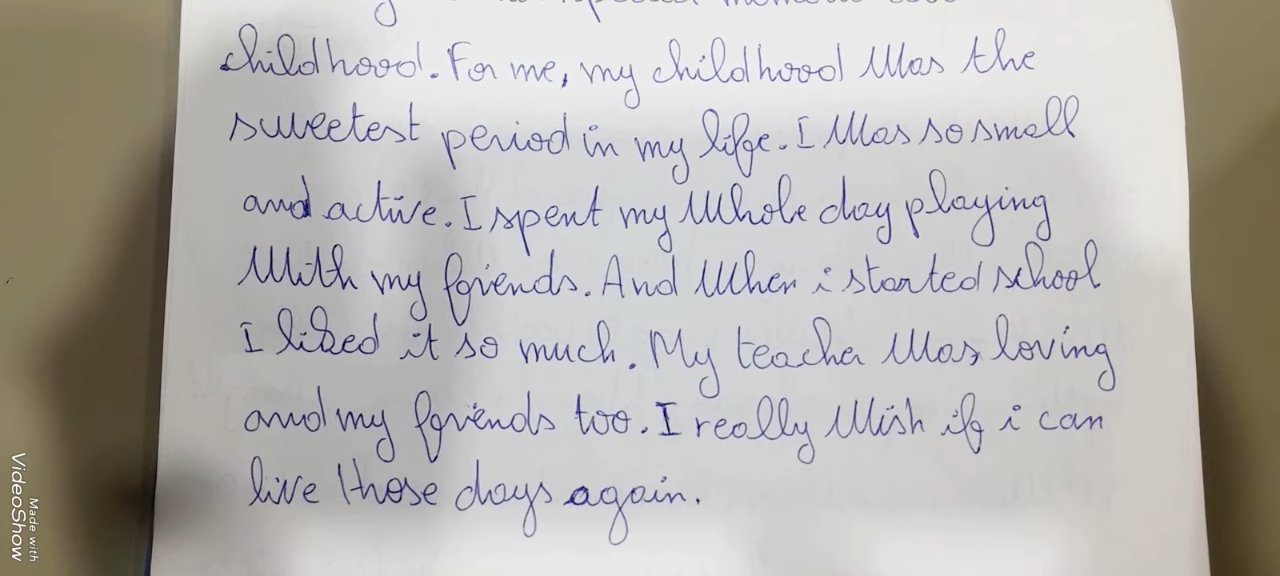 childhood. For me, my childhood Was the
sweetest period in my life. I Was so small
and active. I spent my Whole day playing
With my friends. And When i started school
I liked it so much. My teacher Was loving
and my friends too. I really Wish if i can
live those days again.
Made with
VideoShow